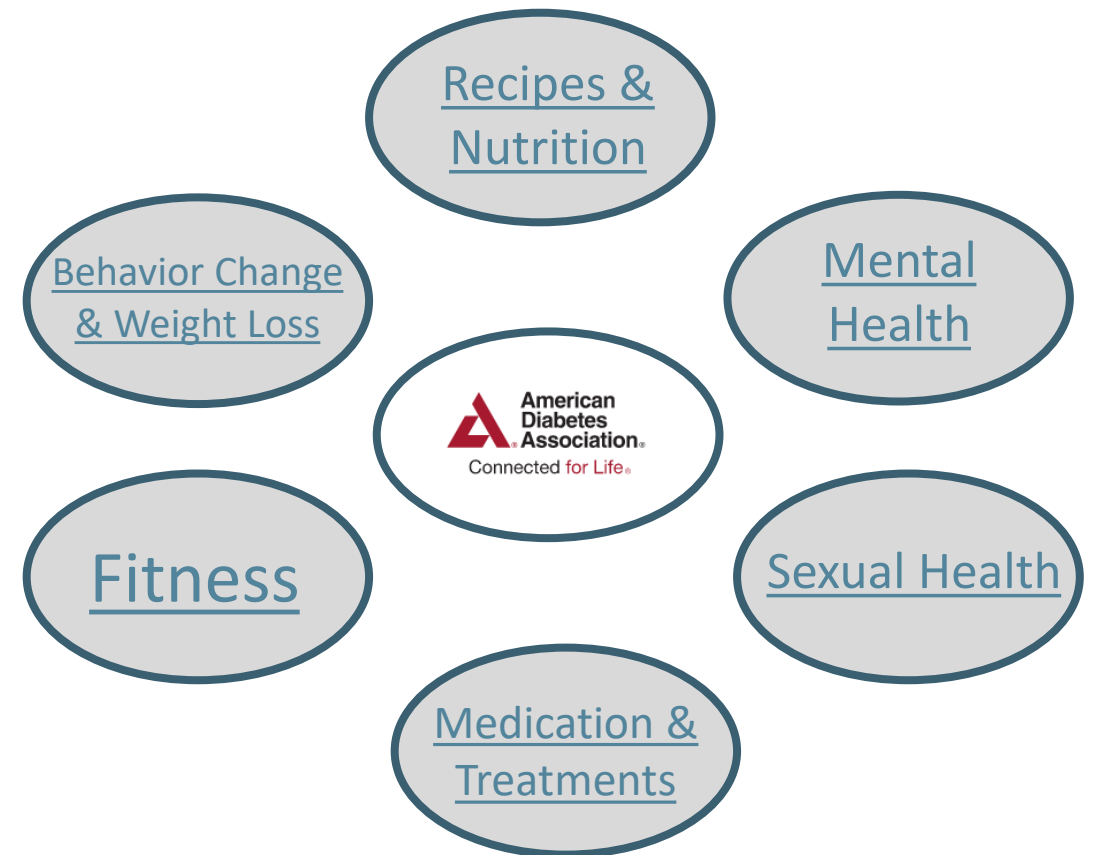 Recipes &
Nutrition
Behavior Change
& Weight Loss
Mental
Health
American
Diabetes
Association®
Connected for Life®
Fitness
Sexual Health
Medication &
Treatments